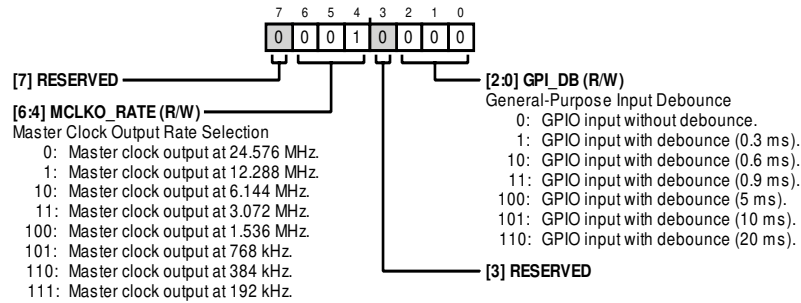 7 6 5 4 3 2 1 0
0 0 0 1 0 0 0 0
[7] RESERVED
[6:4] MCLKO_RATE (R/W)
Master Clock Output Rate Selection
0: Master clock output at 24.576 MHz.
1: Master clock output at 12.288 MHz.
10: Master clock output at 6.144 MHz.
11: Master clock output at 3.072 MHz.
100: Master clock output at 1.536 MHz.
101: Master clock output at 768 kHz.
110: Master clock output at 384 kHz.
111: Master clock output at 192 kHz.
[2:0] GPI_DB (R/W)
General-Purpose Input Debounce
0: GPIO input without debounce.
1: GPIO input with debounce (0.3 ms).
10: GPIO input with debounce (0.6 ms).
11: GPIO input with debounce (0.9 ms).
100: GPIO input with debounce (5 ms).
101: GPIO input with debounce (10 ms).
110: GPIO input with debounce (20 ms).
[3] RESERVED